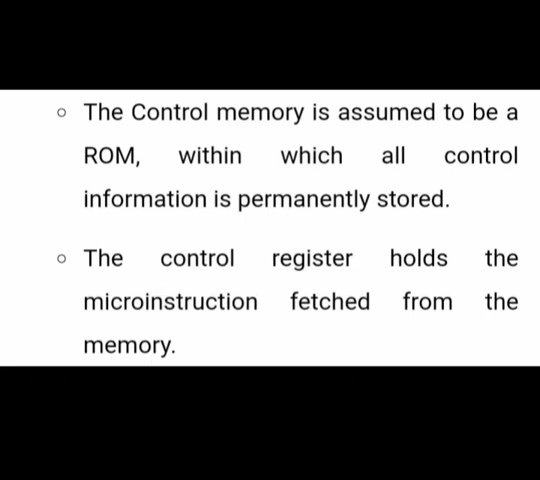 The Control memory is assumed to be a
ROM, within which all control
information is permanently stored.
The control register holds the
microinstruction fetched from the
memory.